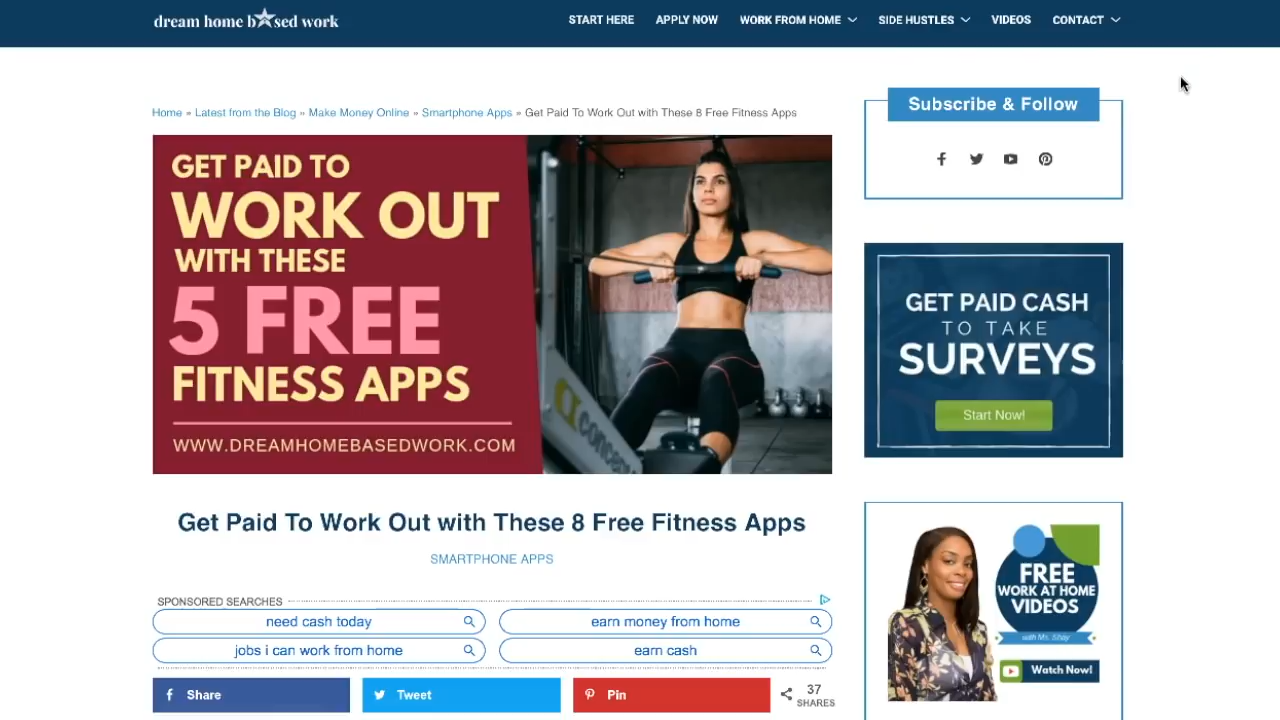 dream home b sed work
START HERE
APPLY NOW
WORK FROM HOME
SIDE HUSTLES
VIDEOS
CONTACT
Home » Latest from the Blog » Make Money Online » Smartphone Apps » Get Paid To Work Out with These 8 Free Fitness Apps
GET PAID TO
WORK OUT
WITH THESE
5 FREE
FITNESS APPS
WWW.DREAMHOMEBASEDWORK.COM
concept
Get Paid To Work Out with These 8 Free Fitness Apps
SMARTPHONE APPS
SPONSORED SEARCHES
need cash today
earn money from home
jobs i can work from home
earn cash
Share
Tweet
Pin
37
SHARES
Subscribe & Follow
GET PAID CASH
TO TAKE
SURVEYS
Start Now!
FREE
WORK AT HOME
VIDEOS
with Ms. Shay
Watch Now!